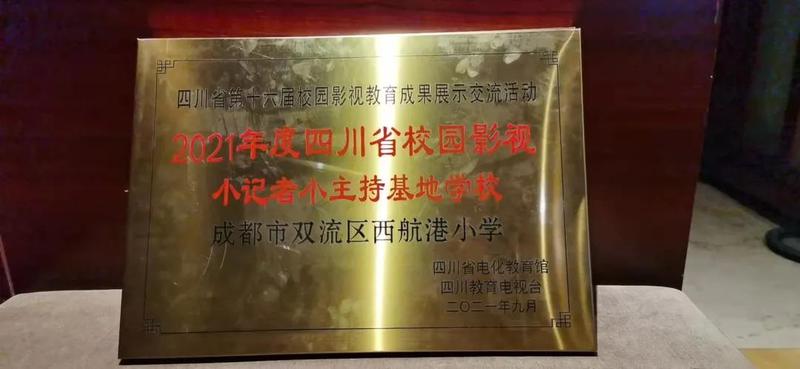 四川省第十六届校园影视教育成果展示交流活动
2021年度四川省校园影视
小记者小主持基地学校
成都市双流区西航港小学
四川省电化教育馆
四川教育电视台
二〇二一年九月